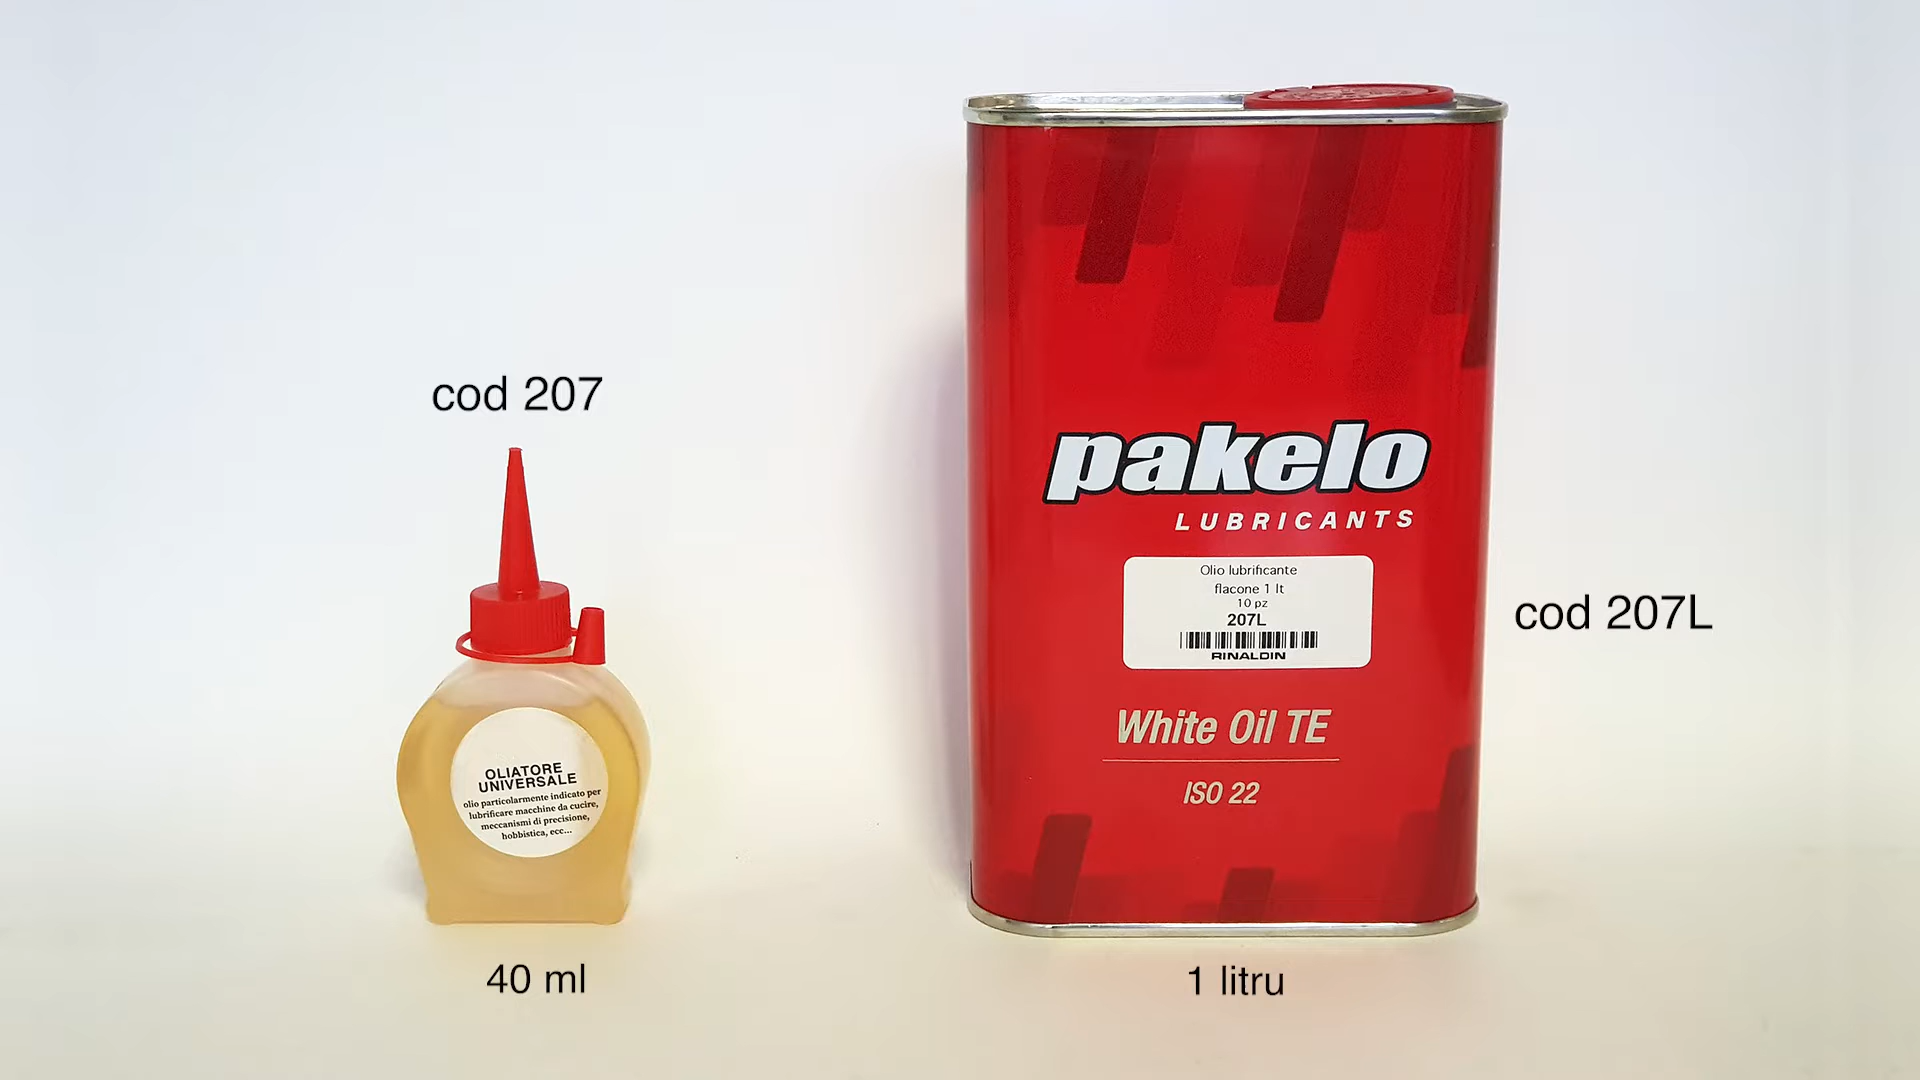 cod 207
OLIATORE
UNIVERSALE
olio particolarmente indicato per
lubrificare macchine da cucire,
meccanismi di precisione,
hobbistica, ecc...
40 ml
pakelo
LUBRICANTS
Olio lubrificante
flacone 1 lt
10 pz
207L
RINALDIN
White Oil TE
ISO 22
cod 207L
1 litru